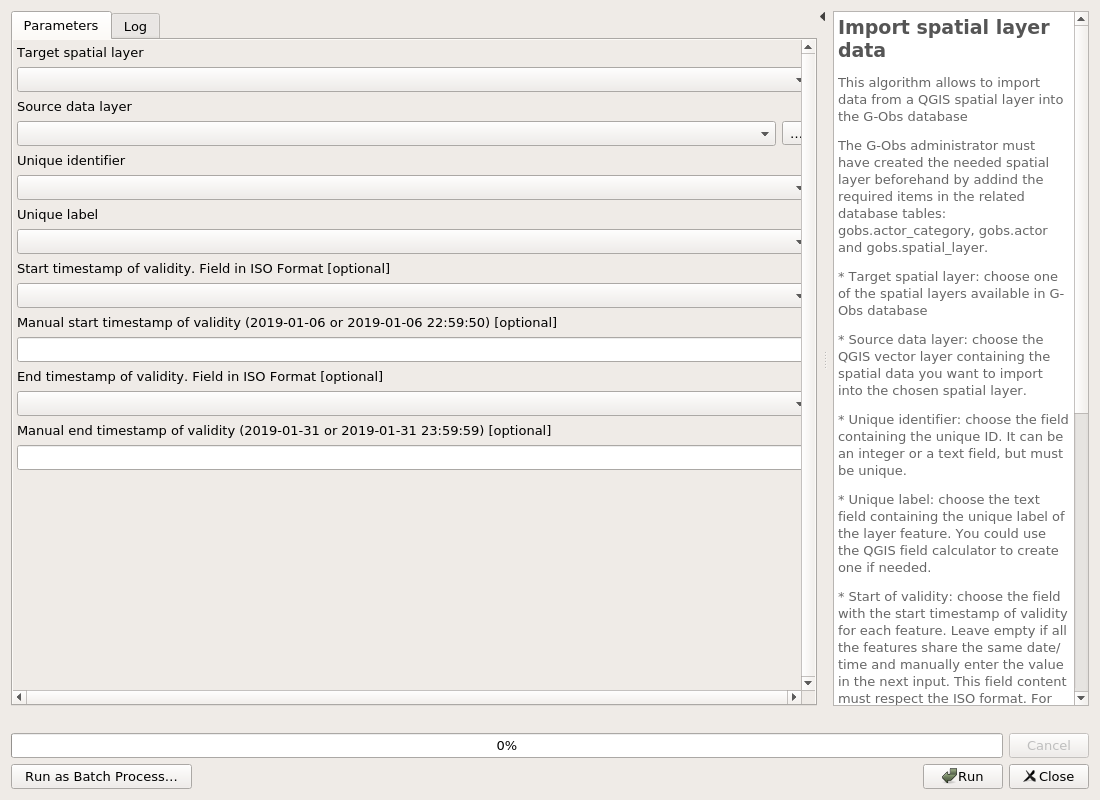 Parameters
Log
Target spatial layer
Source data layer
...
Unique identifier
Unique label
Start timestamp of validity. Field in ISO Format [optional]
Manual start timestamp of validity (2019-01-06 or 2019-01-06 22:59:50) [optional]
End timestamp of validity. Field in ISO Format [optional]
Manual end timestamp of validity (2019-01-31 or 2019-01-31 23:59:59) [optional]
Import spatial layer
data
This algorithm allows to import
data from a QGIS spatial layer into
the G-Obs database
The G-Obs administrator must
have created the needed spatial
layer beforehand by addind the
required items in the related
database tables:
gobs.actor_category, gobs.actor
and gobs.spatial_layer.
* Target spatial layer: choose one
of the spatial layers available in G-
Obs database
* Source data layer: choose the
QGIS vector layer containing the
spatial data you want to import
into the chosen spatial layer.
* Unique identifier: choose the field
containing the unique ID. It can be
an integer or a text field, but must
be unique.
* Unique label: choose the text
field containing the unique label of
the layer feature. You could use
the QGIS field calculator to create
one if needed.
* Start of validity: choose the field
with the start timestamp of validity
for each feature. Leave empty if all
the features share the same date/
time and manually enter the value
in the next input. This field content
must respect the ISO format. For
0%
Cancel
Run as Batch Process...
Run
Close